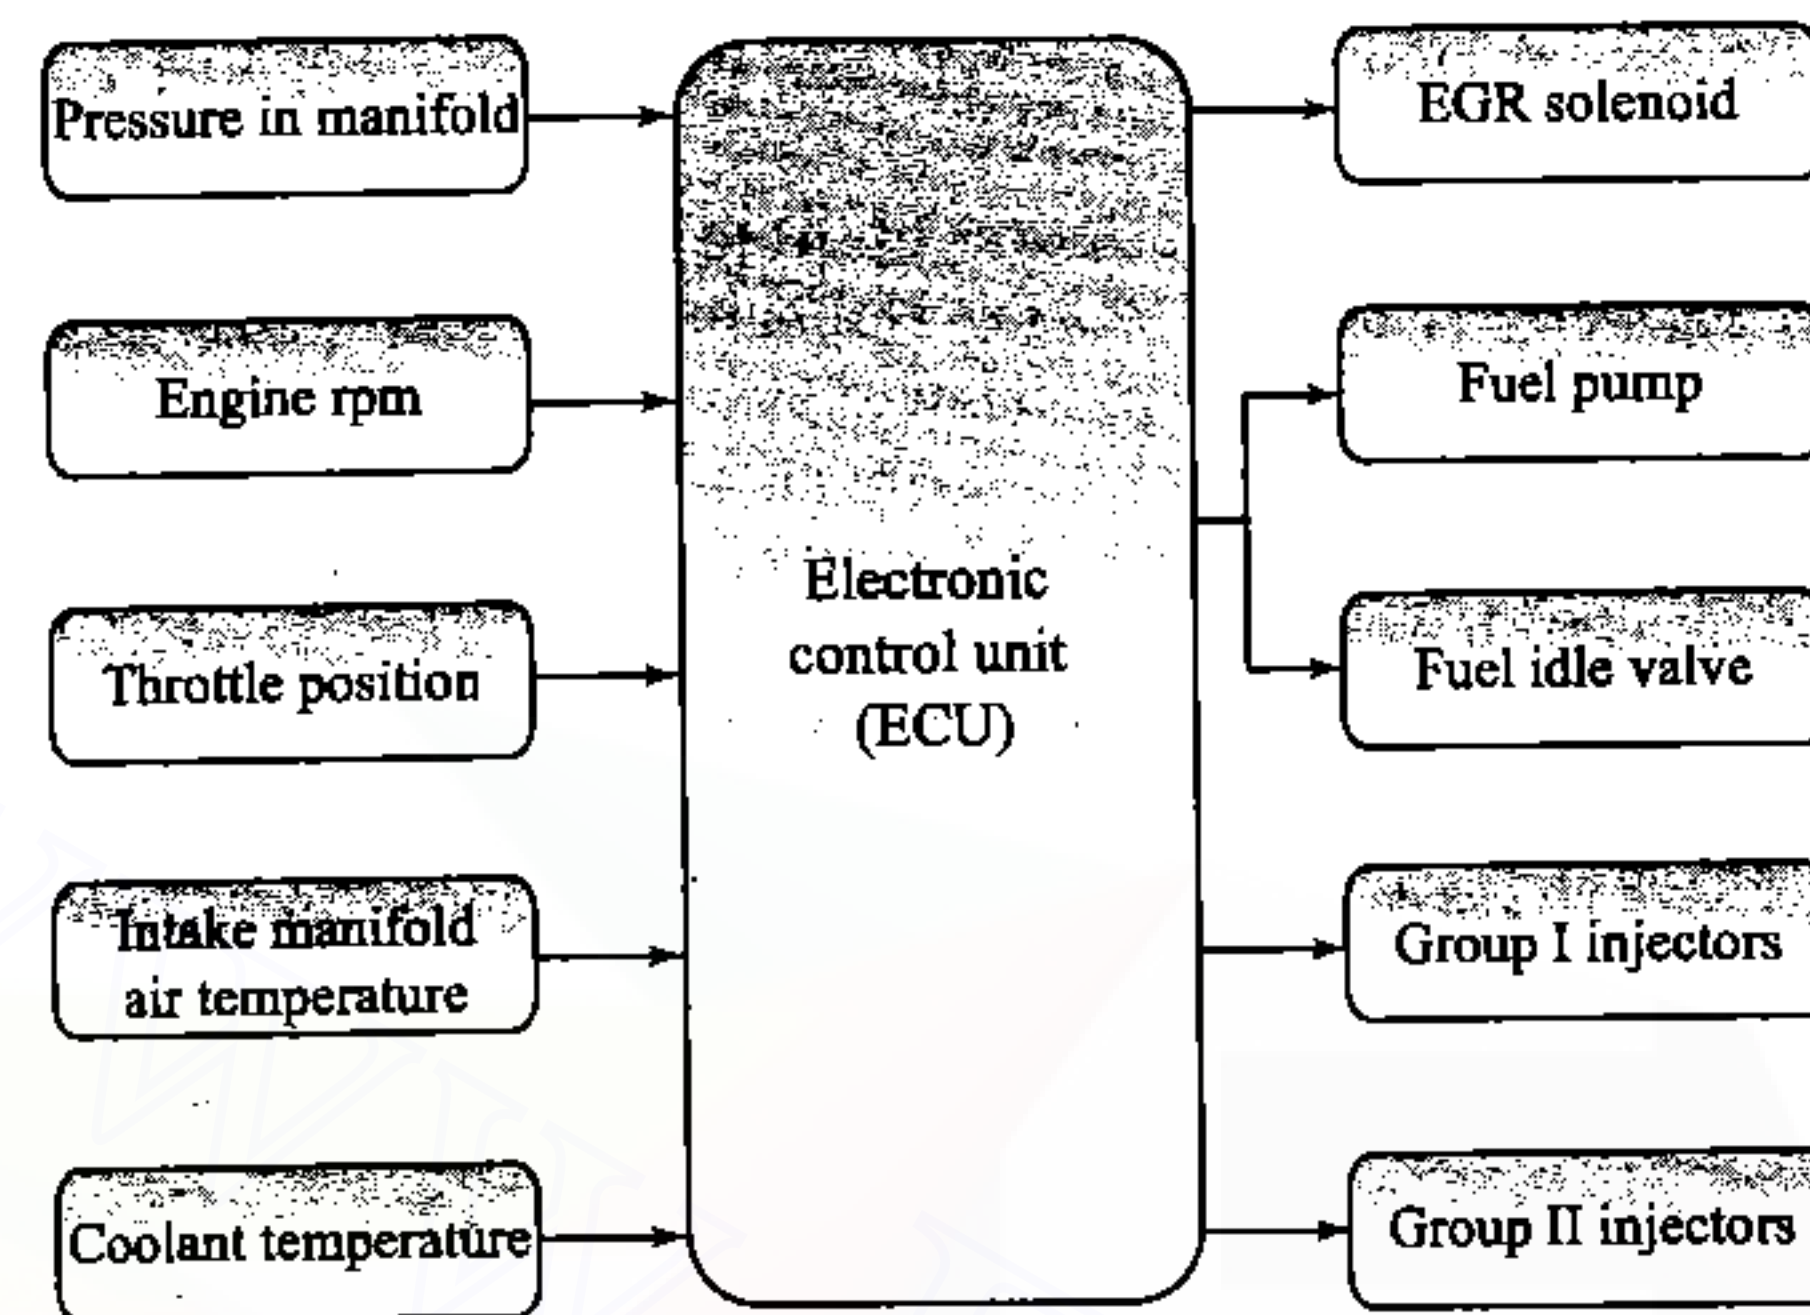 Pressure in manifold
Engine rpm
Throttle position
Intake manifold
air temperature
Coolant temperature
Electronic
control unit
(ECU)
EGR solenoid
Fuel pump
Fuel idle valve
Group I injectors
Group II injectors